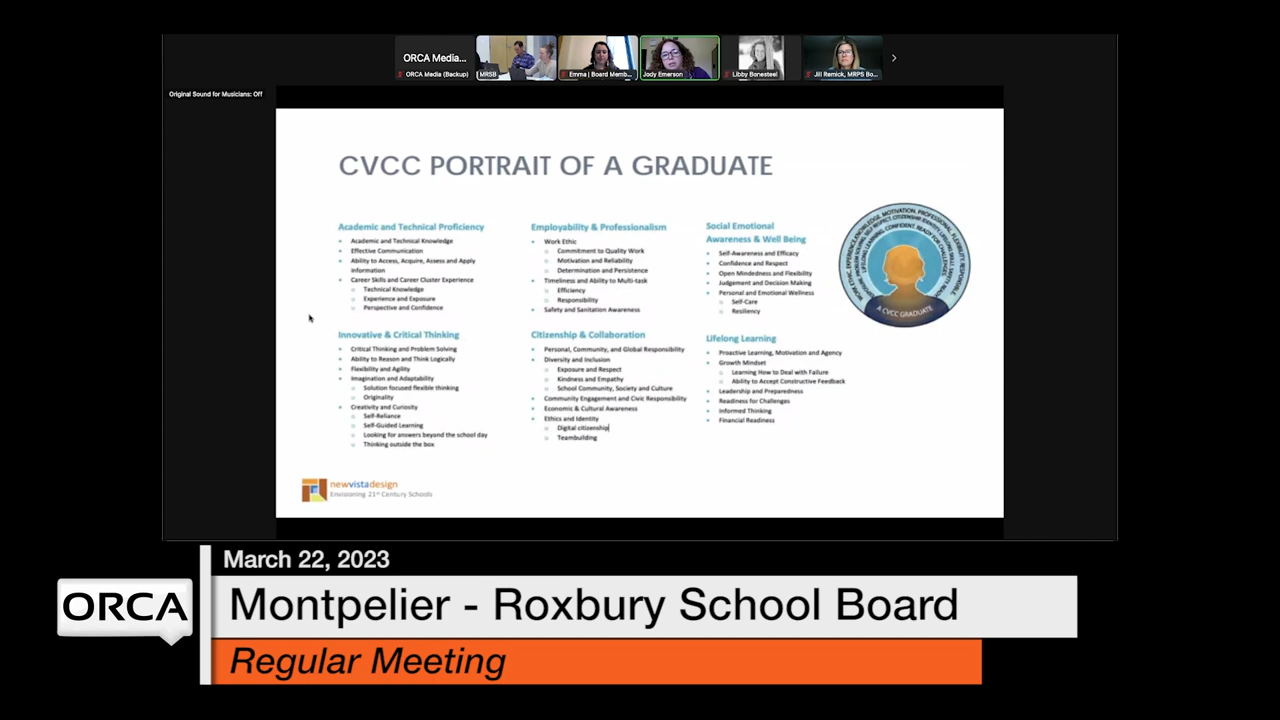 ORCA Media...
ORCA Media (Backup)
MRSB
Emma | Board Memb...
Jody Emerson
Libby Bonesteel
Jill Remick, MRPS Bo...
Original Sound for Musicians: Off
CVCC PORTRAIT OF A GRADUATE
Academic and Technical Proficiency
Academic and Technical Knowledge
Effective Communication
Ability to Access, Acquire, Assess and Apply
Information
Career Skills and Career Cluster Experience
Technical Knowledge
Experience and Exposure
Perspective and Confidence
Employability & Professionalism
Work Ethic
Commitment to Quality Work
Motivation and Reliability
Determination and Persistence
Timeliness and Ability to Multi-task
Efficiency
Responsibility
Safety and Sanitation Awareness
Social Emotional
Awareness & Well Being
Self-Awareness and Efficacy
Confidence and Respect
Open Mindedness and Flexibility
Judgement and Decision Making
Personal and Emotional Wellness
Self-Care
Resiliency
A CVCC GRADUATE
Innovative & Critical Thinking
Critical Thinking and Problem Solving
Ability to Reason and Think Logically
Flexibility and Agility
Imagination and Adaptability
Solution focused flexible thinking
Originality
Creativity and Curiosity
Self-Reliance
Self-Guided Learning
Looking for answers beyond the school day
Thinking outside the box
Citizenship & Collaboration
Personal, Community, and Global Responsibility
Diversity and Inclusion
Exposure and Respect
Kindness and Empathy
School Community, Society and Culture
Community Engagement and Civic Responsibility
Economic & Cultural Awareness
Ethics and Identity
Digital citizenship
Teambuilding
Lifelong Learning
Proactive Learning, Motivation and Agency
Growth Mindset
Learning How to Deal with Failure
Ability to Accept Constructive Feedback
Leadership and Preparedness
Readiness for Challenges
Informed Thinking
Financial Readiness
newvistadesign
Envisioning 21st Century Schools
March 22, 2023
ORCA
Montpelier - Roxbury School Board
Regular Meeting